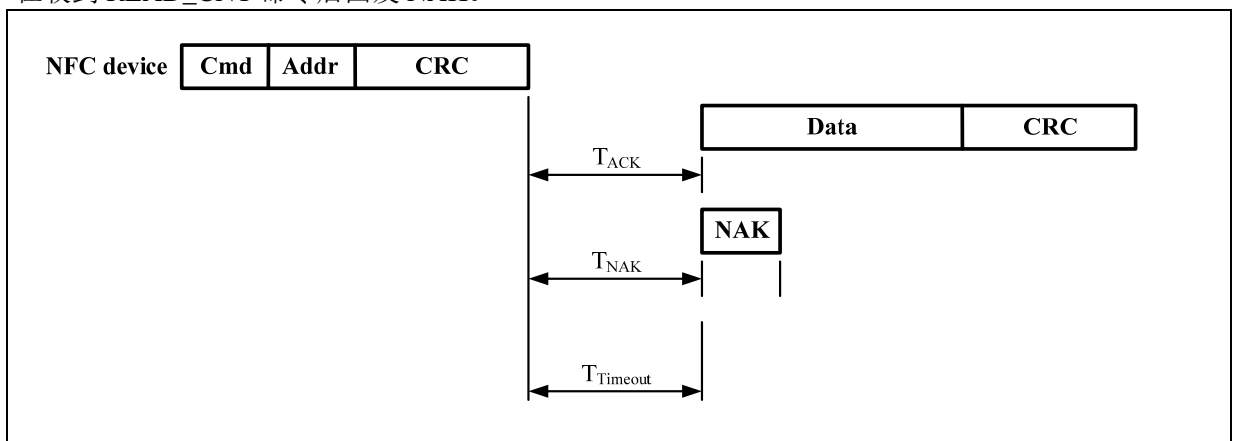 NFC device Cmd Addr CRC
Data CRC
TACK
NAK
TNAK
TTimeout